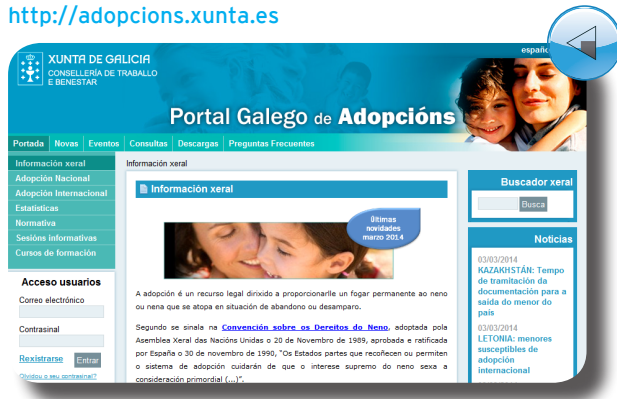 http://adopcions.xunta.es
XUNTA DE GALICIA
CONSELLERÍA DE TRABALLO
E BENESTAR
español
Portal Galego de Adopcións
Portada Novas Eventos Consultas Descargas Preguntas Frecuentes
Información xeral
Adopción Nacional
Adopción Internacional
Estatísticas
Normativa
Sesións informativas
Cursos de formación
Acceso usuarios
Correo electrónico
Contrasinal
Rexistrarse Entrar
Olvidou o seu contrasinal?
Información xeral
Información xeral
Últimas
novidades
marzo 2014
A adopción é un recurso legal dirixido a proporcionarlle un fogar permanente ao neno
ou nena que se atopa en situación de abandono ou desamparo.
Segundo se sinala na Convención sobre os Dereitos do Neno, adoptada pola
Asemblea Xeral das Nacións Unidas o 20 de novembro de 1989, aprobada e ratificada
por España o 30 de novembro de 1990, "Os Estados partes que recoñecen ou permiten
o sistema de adopción cuidarán de que o interese supremo do neno sexa a
consideración primordial (...)".
Buscador xeral
Busca
Noticias
03/03/2014
KAZAKHSTÁN: Tempo
de tramitación da
documentación para a
saída do menor do
país
03/03/2014
LETONIA: menores
susceptibles de
adopción
internacional